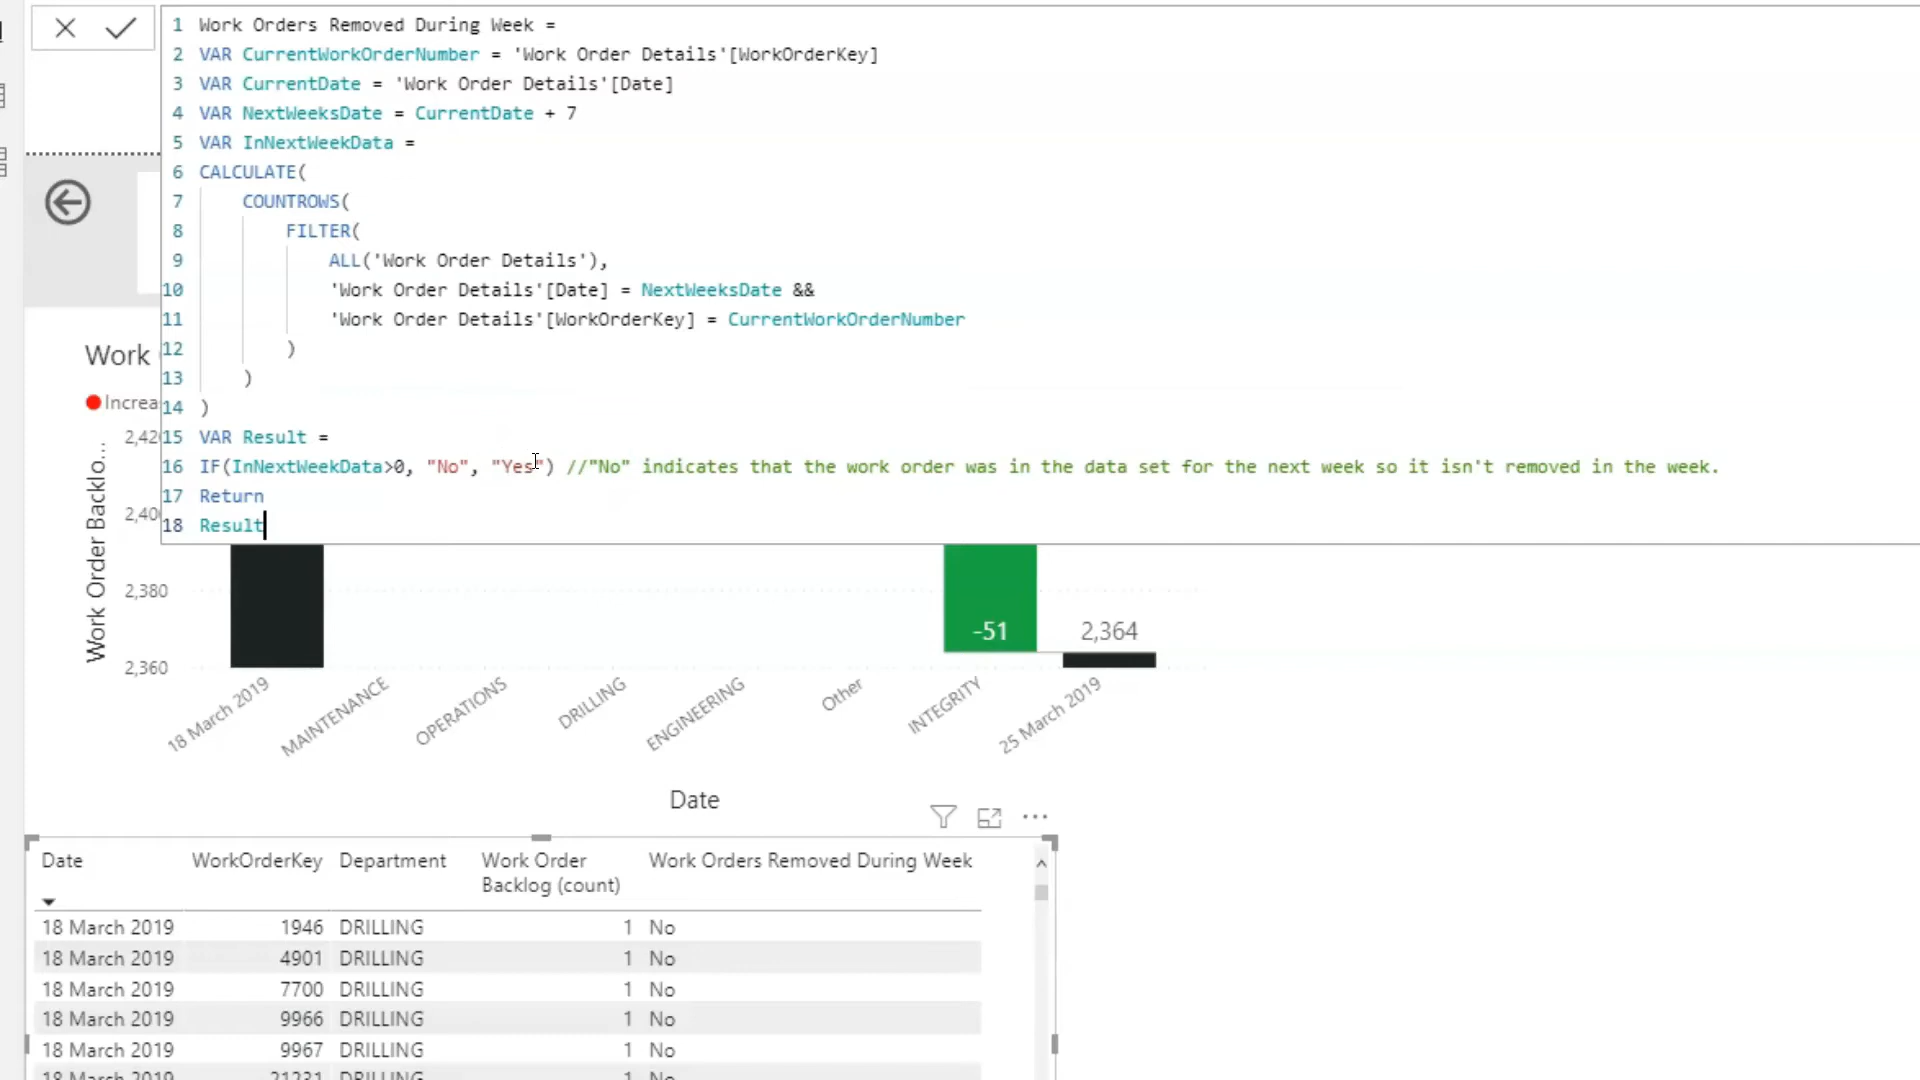 1 Work Orders Removed During Week =
2 VAR CurrentWorkOrderNumber = 'Work Order Details'[WorkOrderKey]
3 VAR CurrentDate = 'Work Order Details'[Date]
4 VAR NextWeeksDate = CurrentDate + 7
5 VAR InNextWeekData =
6 CALCULATE(
7 COUNTROWS(
8 FILTER(
9 ALL('Work Order Details'),
10 'Work Order Details'[Date] = NextWeeksDate &&
11 'Work Order Details'[WorkOrderKey] = CurrentWorkOrderNumber
12 )
13 )
14 )
15 VAR Result =
16 IF(InNextWeekData>0, "No", "Yes") //"No" indicates that the work order was in the data set for the next week so it isn't removed in the week.
17 Return
18 Result
Work
Increa
2,42
2,40
2,380
2,360
Work Order Backlo...
-51
2,364
18 March 2019
MAINTENANCE
OPERATIONS
DRILLING
ENGINEERING
Other
INTEGRITY
25 March 2019
Date
Date WorkOrderKey Department Work Order Backlog (count) Work Orders Removed During Week
18 March 2019 1946 DRILLING 1 No
18 March 2019 4901 DRILLING 1 No
18 March 2019 7700 DRILLING 1 No
18 March 2019 9966 DRILLING 1 No
18 March 2019 9967 DRILLING 1 No
18 March 2019 21231 DRILLING 1 No